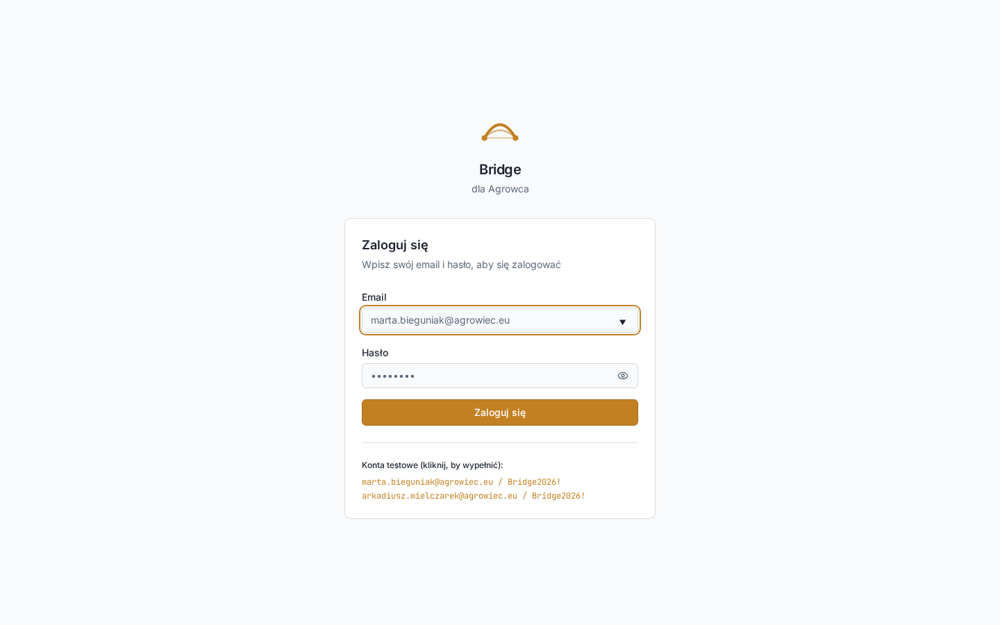 Bridge
dla Agrowca
Zaloguj się
Wpisz swój email i hasło, aby się zalogować
Email
marta.bieguniak@agrowiec.eu
Hasło
••••••••
Zaloguj się
Konta testowe (kliknij, by wypełnić):
marta.bieguniak@agrowiec.eu / Bridge2026!
arkadiusz.mielczarek@agrowiec.eu / Bridge2026!